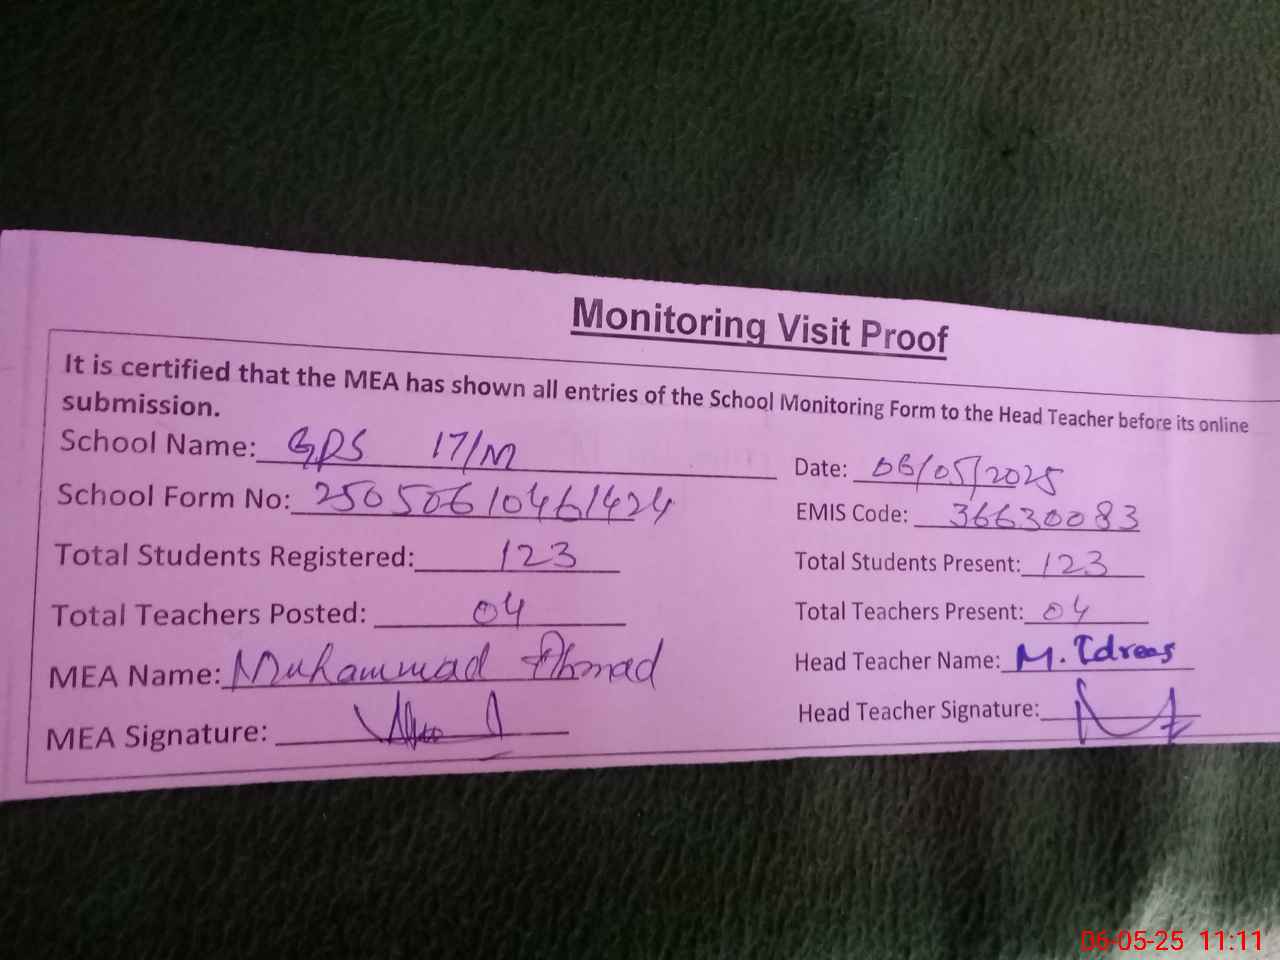 Monitoring Visit Proof
It is certified that the MEA has shown all entries of the School Monitoring Form to the Head Teacher before its online
submission.
School Name: GPS 17/M
Date: 06/05/2025
School Form No: 25050610461424
EMIS Code: 36630083
Total Students Registered: 123
Total Students Present: 123
Total Teachers Posted: 04
Total Teachers Present: 04
MEA Name: Muhammad Ahmad
Head Teacher Name: M. Idrees
MEA Signature:
Head Teacher Signature:
06-05-25 11:11